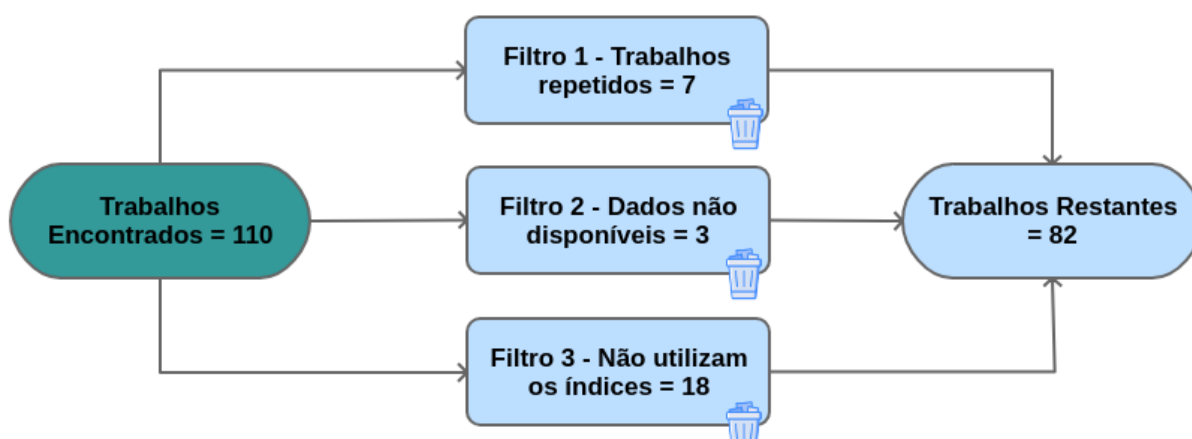 Filtro 1 - Trabalhos
repetidos = 7
Trabalhos
Encontrados = 110
Filtro 2 - Dados não
disponíveis = 3
Trabalhos Restantes
= 82
Filtro 3 - Não utilizam
os índices = 18